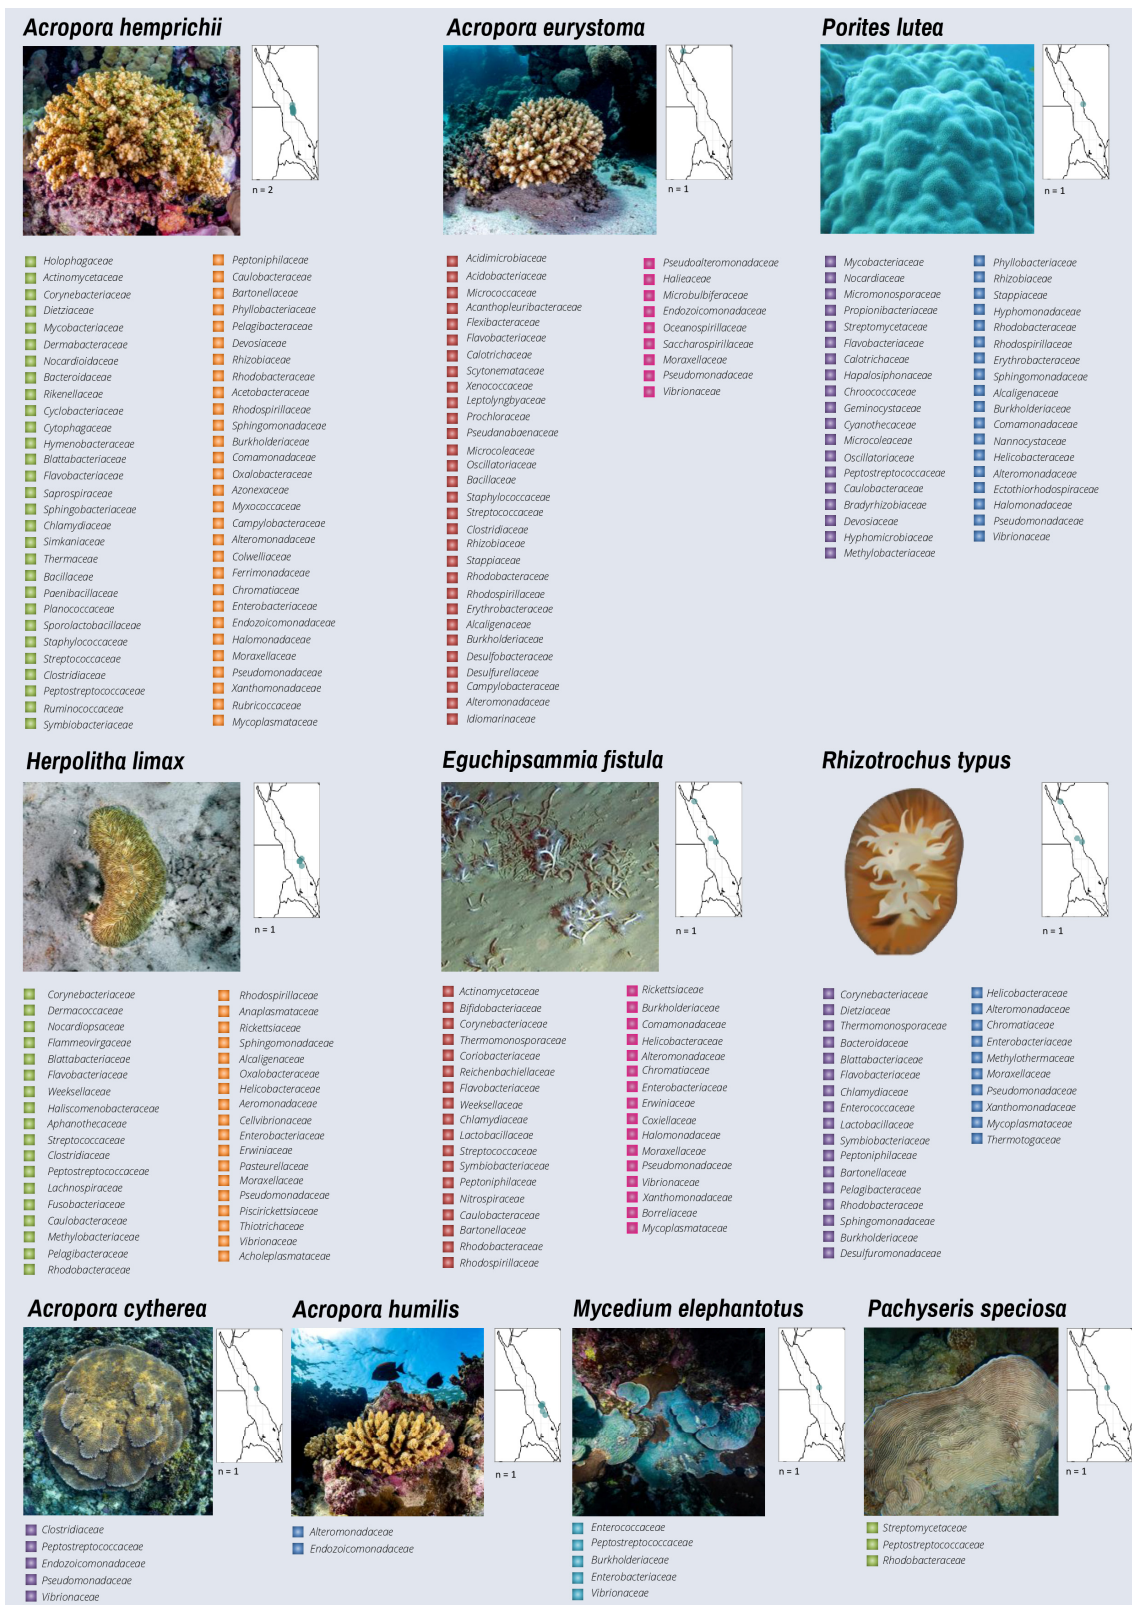 Acropora hemprichii
n = 2
Holophagaceae
Actinomycetaceae
Corynebacteriaceae
Dietziaceae
Mycobacteriaceae
Dermabacteraceae
Nocardioidaceae
Bacteroidaceae
Rikenellaceae
Cyclobacteriaceae
Cytophagaceae
Hymenobacteraceae
Blattabacteriaceae
Flavobacteriaceae
Saprospiraceae
Sphingobacteriaceae
Chlamydiaceae
Simkaniaceae
Thermaceae
Bacillaceae
Paenibacillaceae
Planococcaceae
Sporolactobacillaceae
Staphylococcaceae
Streptococcaceae
Clostridiaceae
Peptostreptococcaceae
Ruminococcaceae
Symbiobacteriaceae
Peptoniphilaceae
Caulobacteraceae
Bartonellaceae
Phyllobacteriaceae
Pelagibacteraceae
Devosiaceae
Rhizobiaceae
Rhodobacteraceae
Acetobacteraceae
Rhodospirillaceae
Sphingomonadaceae
Burkholderiaceae
Comamonadaceae
Oxalobacteraceae
Azonexaceae
Myxococcaceae
Campylobacteraceae
Alteromonadaceae
Colwelliaceae
Ferrimonadaceae
Chromatiaceae
Enterobacteriaceae
Endozoicomonadaceae
Halomonadaceae
Moraxellaceae
Pseudomonadaceae
Xanthomonadaceae
Rubricoccaceae
Mycoplasmataceae
Acropora eurystoma
n = 1
Acidimicrobiaceae
Acidobacteriaceae
Micrococcaceae
Acanthopleuribacteraceae
Flexibacteraceae
Flavobacteriaceae
Calotrichaceae
Scytonemataceae
Xenococcaceae
Leptolyngbyaceae
Prochloraceae
Pseudanabaenaceae
Microcoleaceae
Oscillatoriaceae
Bacillaceae
Staphylococcaceae
Streptococcaceae
Clostridiaceae
Rhizobiaceae
Stappiaceae
Rhodobacteraceae
Rhodospirillaceae
Erythrobacteraceae
Alcaligenaceae
Burkholderiaceae
Desulfobacteraceae
Desulfurellaceae
Campylobacteraceae
Alteromonadaceae
Idiomarinaceae
Pseudoalteromonadaceae
Halieaceae
Microbulbiferaceae
Endozoicomonadaceae
Oceanospirillaceae
Saccharospirillaceae
Moraxellaceae
Pseudomonadaceae
Vibrionaceae
Porites lutea
n = 1
Mycobacteriaceae
Nocardiaceae
Micromonosporaceae
Propionibacteriaceae
Streptomycetaceae
Flavobacteriaceae
Calotrichaceae
Hapalosiphonaceae
Chroococcaceae
Geminocystaceae
Cyanothecaceae
Microcoleaceae
Oscillatoriaceae
Peptostreptococcaceae
Caulobacteraceae
Bradyrhizobiaceae
Devosiaceae
Hyphomicrobiaceae
Methylobacteriaceae
Phyllobacteriaceae
Rhizobiaceae
Stappiaceae
Hyphomonadaceae
Rhodobacteraceae
Rhodospirillaceae
Erythrobacteraceae
Sphingomonadaceae
Alcaligenaceae
Burkholderiaceae
Comamonadaceae
Nannocystaceae
Helicobacteraceae
Alteromonadaceae
Ectothiorhodospiraceae
Halomonadaceae
Pseudomonadaceae
Vibrionaceae
Herpolitha limax
n = 1
Corynebacteriaceae
Dermacoccaceae
Nocardiopsaceae
Flammeovirgaceae
Blattabacteriaceae
Flavobacteriaceae
Weeksellaceae
Haliscomenobacteraceae
Aphanothecaceae
Streptococcaceae
Clostridiaceae
Peptostreptococcaceae
Lachnospiraceae
Fusobacteriaceae
Caulobacteraceae
Methylobacteriaceae
Pelagibacteraceae
Rhodobacteraceae
Rhodospirillaceae
Anaplasmataceae
Rickettsiaceae
Sphingomonadaceae
Alcaligenaceae
Oxalobacteraceae
Helicobacteraceae
Aeromonadaceae
Cellvibrionaceae
Enterobacteriaceae
Erwiniaceae
Pasteurellaceae
Moraxellaceae
Pseudomonadaceae
Piscirickettsiaceae
Thiotrichaceae
Vibrionaceae
Acholeplasmataceae
Eguchipsammia fistula
n = 1
Actinomycetaceae
Bifidobacteriaceae
Corynebacteriaceae
Thermomonosporaceae
Coriobacteriaceae
Reichenbachiellaceae
Flavobacteriaceae
Weeksellaceae
Chlamydiaceae
Lactobacillaceae
Streptococcaceae
Symbiobacteriaceae
Peptoniphilaceae
Nitrospiraceae
Caulobacteraceae
Bartonellaceae
Rhodobacteraceae
Rhodospirillaceae
Rickettsiaceae
Burkholderiaceae
Comamonadaceae
Helicobacteraceae
Alteromonadaceae
Chromatiaceae
Enterobacteriaceae
Erwiniaceae
Coxiellaceae
Halomonadaceae
Moraxellaceae
Pseudomonadaceae
Vibrionaceae
Xanthomonadaceae
Borreliaceae
Mycoplasmataceae
Rhizotrochus typus
n = 1
Corynebacteriaceae
Dietziaceae
Thermomonosporaceae
Bacteroidaceae
Blattabacteriaceae
Flavobacteriaceae
Chlamydiaceae
Enterococcaceae
Lactobacillaceae
Symbiobacteriaceae
Peptoniphilaceae
Bartonellaceae
Pelagibacteraceae
Rhodobacteraceae
Sphingomonadaceae
Burkholderiaceae
Desulfuromonadaceae
Helicobacteraceae
Alteromonadaceae
Chromatiaceae
Enterobacteriaceae
Methylothermaceae
Moraxellaceae
Pseudomonadaceae
Xanthomonadaceae
Mycoplasmataceae
Thermotogaceae
Acropora cytherea
n = 1
Clostridiaceae
Peptostreptococcaceae
Endozoicomonadaceae
Pseudomonadaceae
Vibrionaceae
Acropora humilis
n = 1
Alteromonadaceae
Endozoicomonadaceae
Mycedium elephantotus
n = 1
Enterococcaceae
Peptostreptococcaceae
Burkholderiaceae
Enterobacteriaceae
Vibrionaceae
Pachyseris speciosa
n = 1
Streptomycetaceae
Peptostreptococcaceae
Rhodobacteraceae